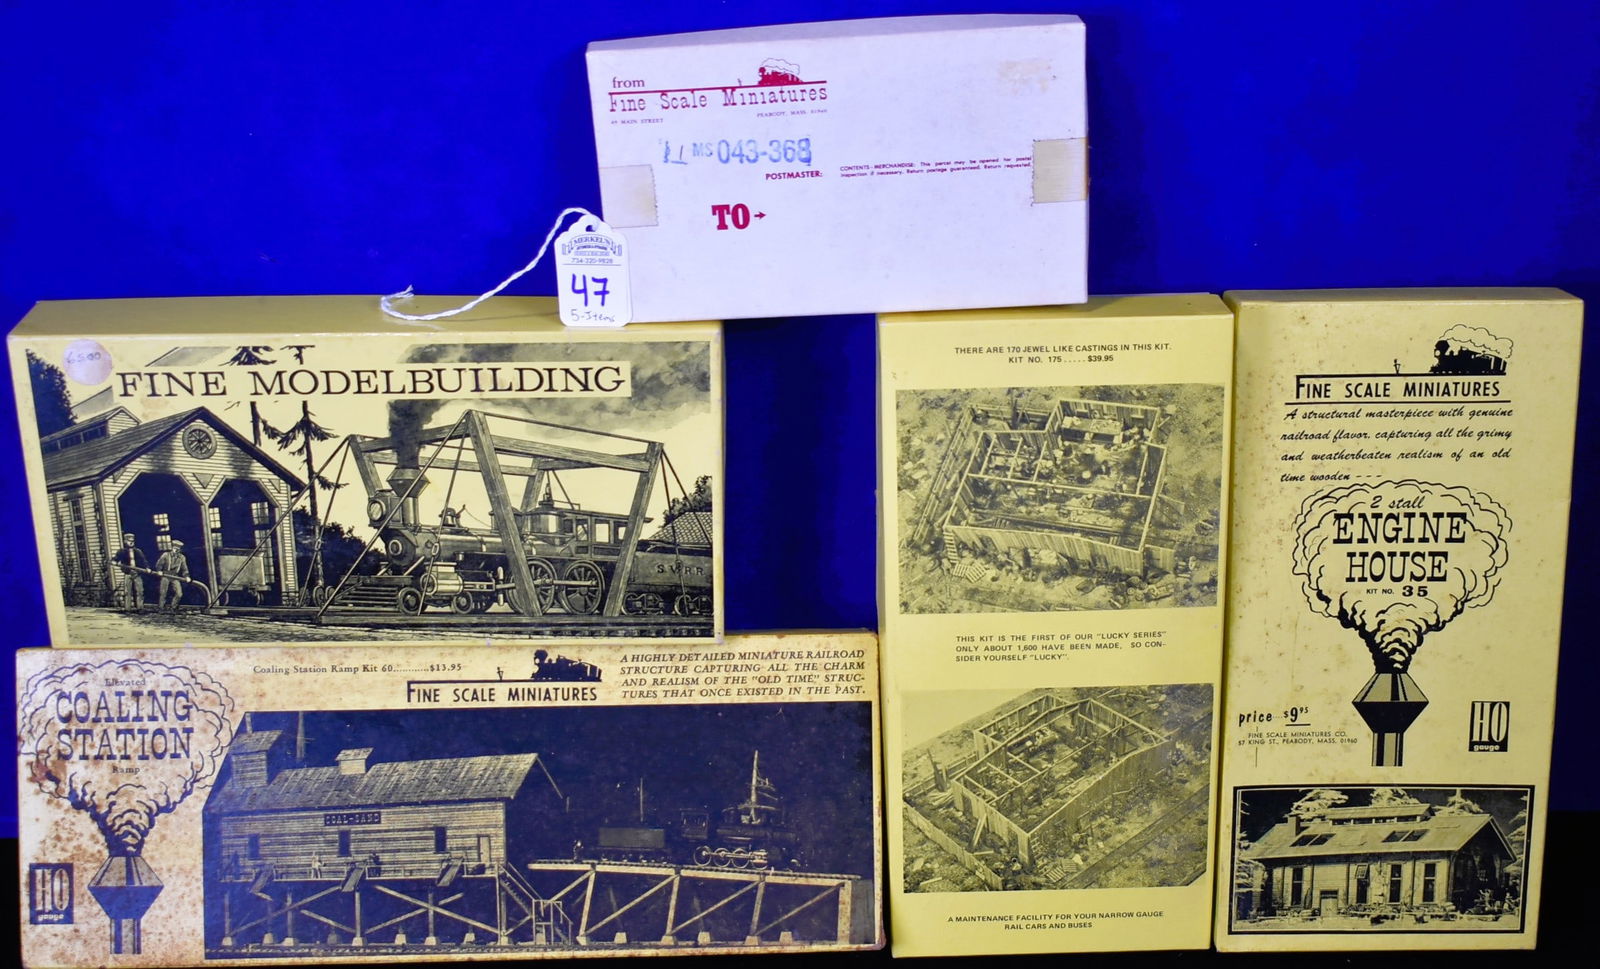 from
Fine Scale Miniatures
49 MAIN STREET
PEABODY, MASS. 01960
MS 043-368
POSTMASTER:
CONTENTS-MERCHANDISE: This parcel may be opened for postal
inspection if necessary. Return postage guaranteed. Return requested.
TO
MERKEL'S
734-320-9828
47
5-Items
65.00
FINE MODELBUILDING
S.V.R.R.
Elevated
COALING
STATION
Ramp
HO
gauge
Coaling Station Ramp Kit 60...........$13.95
FINE SCALE MINIATURES
A HIGHLY DETAILED MINIATURE RAILROAD
STRUCTURE CAPTURING ALL THE CHARM
AND REALISM OF THE "OLD TIME" STRUC-
TURES THAT ONCE EXISTED IN THE PAST.
COAL-SAND
THERE ARE 170 JEWEL LIKE CASTINGS IN THIS KIT.
KIT NO. 175 ..... $39.95
THIS KIT IS THE FIRST OF OUR "LUCKY SERIES"
ONLY ABOUT 1,600 HAVE BEEN MADE, SO CON-
SIDER YOURSELF "LUCKY".
A MAINTENANCE FACILITY FOR YOUR NARROW GAUGE
RAIL CARS AND BUSES
FINE SCALE MINIATURES
A structural masterpiece with genuine
railroad flavor, capturing all the grimy
and weatherbeaten realism of an old
time wooden ---
2 stall
ENGINE
HOUSE
KIT NO. 35
price $9.95
FINE SCALE MINIATURES CO.
57 KING ST., PEABODY, MASS. 01960
HO
gauge